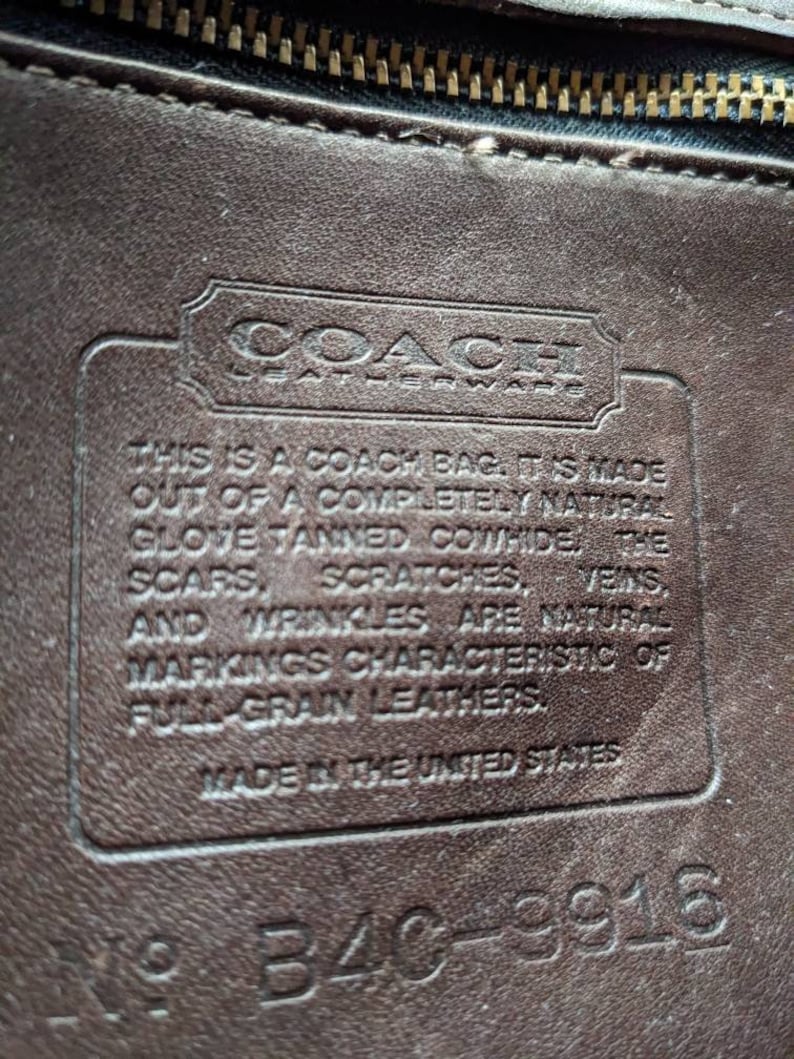 COACH
LEATHERWARE
THIS IS A COACH BAG. IT IS MADE
OUT OF A COMPLETELY NATURAL
GLOVE TANNED COWHIDE. THE
SCARS, SCRATCHES, VEINS,
AND WRINKLES ARE NATURAL
MARKINGS CHARACTERISTIC OF
FULL-GRAIN LEATHERS.
MADE IN THE UNITED STATES
Nº B4C-9916